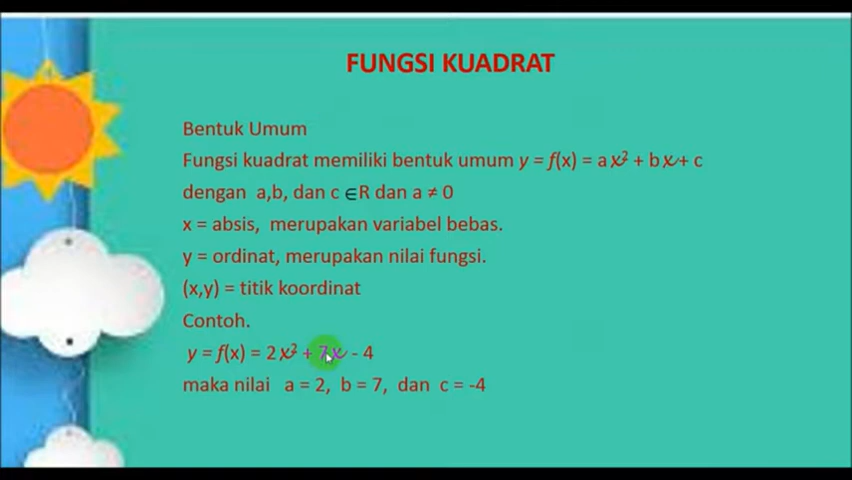 FUNGSI KUADRAT
Bentuk Umum
Fungsi kuadrat memiliki bentuk umum y = f(x) = ax² + bx + c
dengan a,b, dan c ∈R dan a ≠ 0
x = absis, merupakan variabel bebas.
y = ordinat, merupakan nilai fungsi.
(x,y) = titik koordinat
Contoh.
y = f(x) = 2x² + 7x - 4
maka nilai a = 2, b = 7, dan c = -4